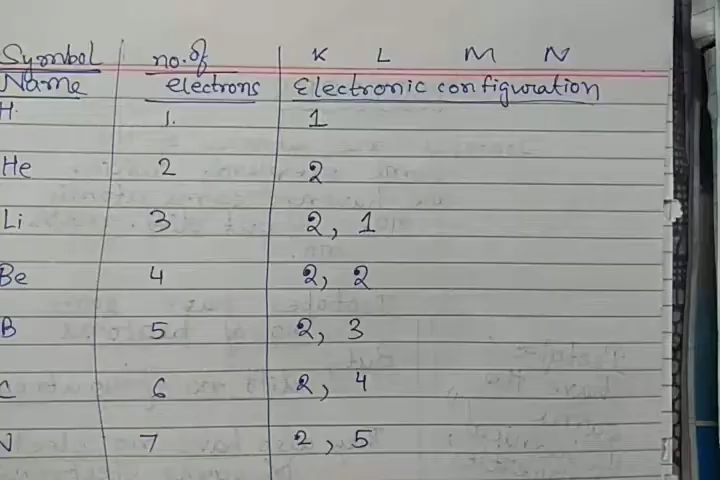 Symbol no. of K L M N
Name electrons Electronic configuration
H 1. 1
He 2 2
Li 3 2, 1
Be 4 2, 2
B 5 2, 3
C 6 2, 4
N 7 2, 5